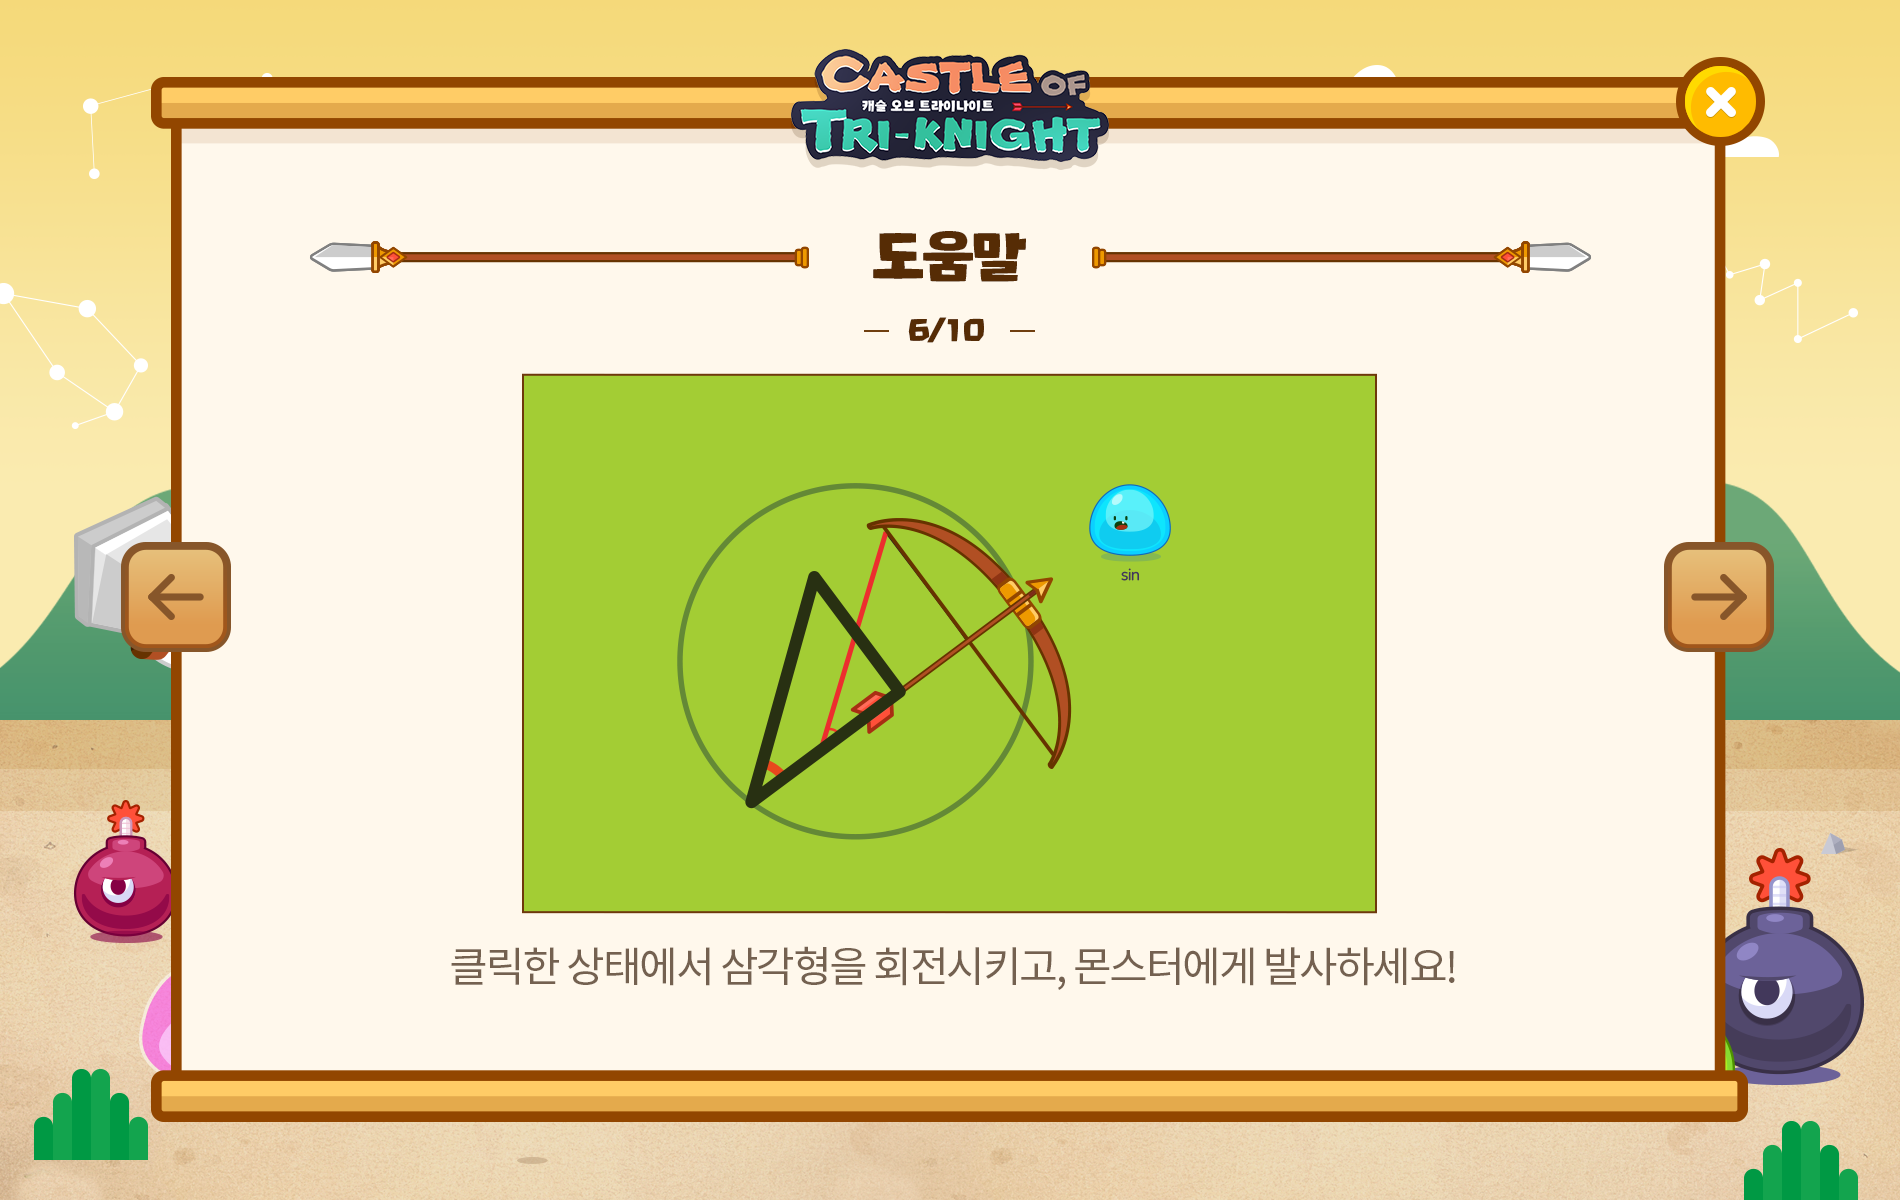 CASTLE OF
캐슬 오브 트라이나이트
TRI-KNIGHT
도움말
6/10
sin
클릭한 상태에서 삼각형을 회전시키고, 몬스터에게 발사하세요!